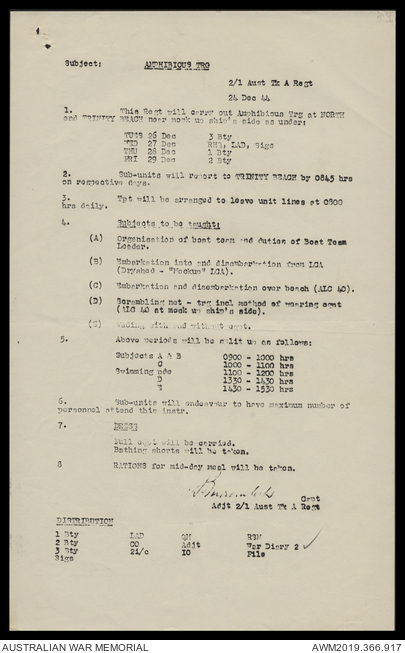 Subject:  AMPHIBIOUS TRG
2/1 Aust Tk A Regt
24 Dec 44
1. This Regt will carry out Amphibious Trg at NORTH
end TRINITY BEACH near mock up ship's side as under:
TUES 26 Dec 3 Bty
WED 27 Dec RHQ, LAD, Sigs
THU 28 Dec 1 Bty
FRI 29 Dec 2 Bty
2. Sub-units will report to TRINITY BEACH by 0845 hrs
on respective days.
3. Tpt will be arranged to leave unit lines at 0800
hrs daily.
4. Subjects to be taught:
(A) Organisation of boat team and duties of Boat Team
Leader.
(B) Embarkation into and disembarkation from LCA
(Dryshod - "Mockup" LCA).
(C) Embarkation and disembarkation over beach (ALC 40).
(D) Scrambling net - trg incl method of wearing eqpt
(ALC 40 at mock up ship's side).
(E) Wading with and without eqpt.
5. Above periods will be split up as follows:
Subjects A & B 0900 - 1000 hrs
C 1000 - 1100 hrs
Swimming pde 1100 - 1200 hrs
D 1330 - 1430 hrs
E 1430 - 1530 hrs
6. Sub-units will endeavour to have maximum number of
personnel attend this instr.
7. DRESS
Full eqpt will be carried.
Bathing shorts will be taken.
8 RATIONS for mid-day meal will be taken.
Capt
Adjt 2/1 Aust Tk A Regt
DISTRIBUTION
1 Bty LAD QM RSM
2 Bty CO Adjt War Diary 2
3 Bty 2i/c IO File
Sigs
AUSTRALIAN WAR MEMORIAL AWM2019.366.917